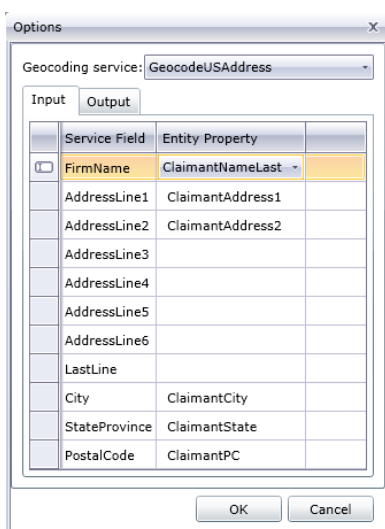 Options x
Geocoding service: GeocodeUSAddress
Input Output
Service Field Entity Property
FirmName ClaimantNameLast
AddressLine1 ClaimantAddress1
AddressLine2 ClaimantAddress2
AddressLine3
AddressLine4
AddressLine5
AddressLine6
LastLine
City ClaimantCity
StateProvince ClaimantState
PostalCode ClaimantPC
OK Cancel